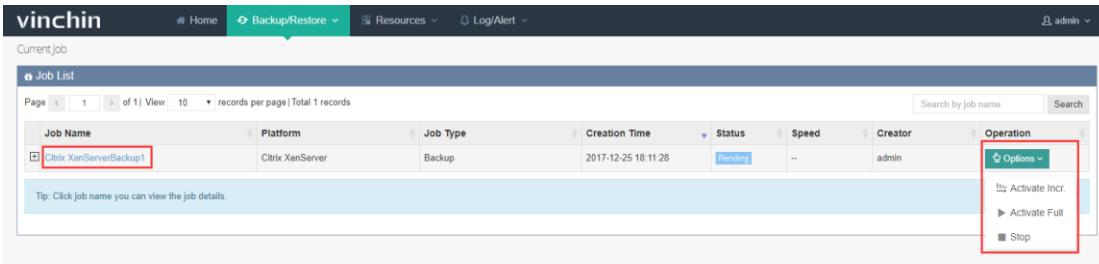 vinchin Home Backup/Restore Resources Log/Alert admin
Current job
Job List
Page 1 of 1| View 10 records per page|Total 1 records Search by job name Search
Job Name Platform Job Type Creation Time Status Speed Creator Operation
Citrix XenServerBackup1 Citrix XenServer Backup 2017-12-25 18:11:28 Pending -- admin Options
Activate Incr.
Tip: Click job name you can view the job details.
Activate Full
Stop